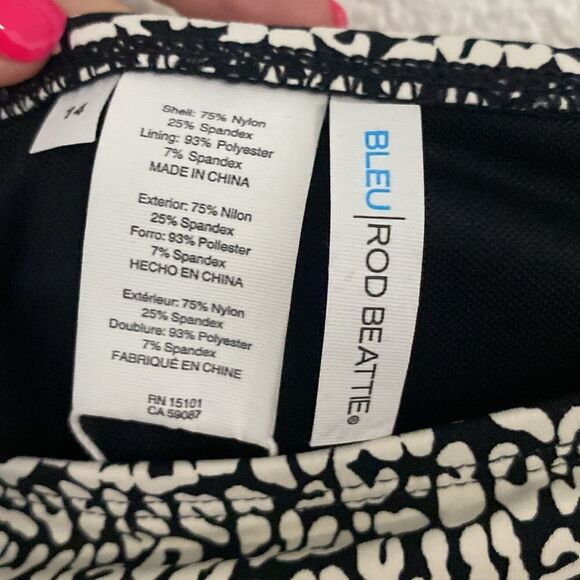 14
Shell: 75% Nylon
25% Spandex
Lining: 93% Polyester
7% Spandex
MADE IN CHINA
Exterior: 75% Nilon
25% Spandex
Forro: 93% Poliester
7% Spandex
HECHO EN CHINA
Extérieur: 75% Nylon
25% Spandex
Doublure: 93% Polyester
7% Spandex
FABRIQUÉ EN CHINE
RN 15101
CA 59087
BLEU|ROD BEATTIE®